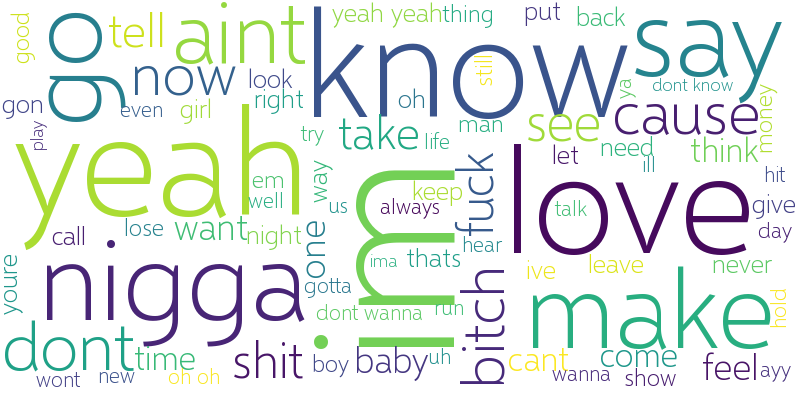 good
go
tell
aint
yeah yeah
thing
put
back
know
say
now
look
right
oh
still
ya
dont know
gon
even
girl
play
try
take
life
man
see
cause
money
yeah
em
well
way
us
keep
always
need
let
ill
think
im
love
fuck
hit
give
day
talk
call
lose
want
night
one
hear
nigga
gotta
ima
thats
ive
leave
never
youre
dont
wanna
run
bitch
make
hold
dont
time
shit
boy
baby
uh
cant
come
feel
ayy
wont
new
oh oh
wanna
show